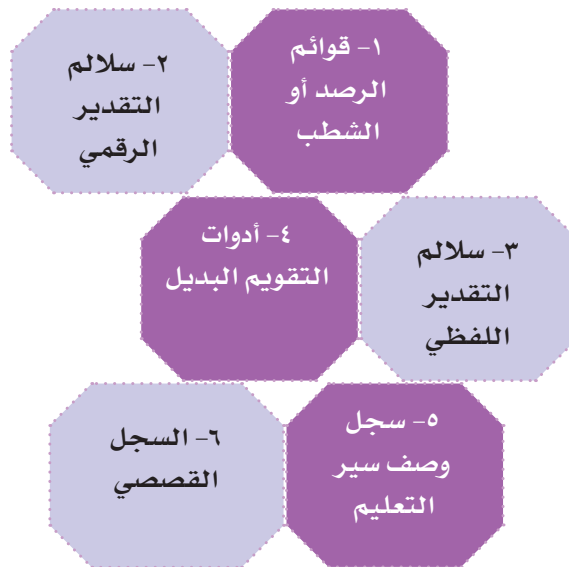 ١- قوائم
الرصد أو
الشطب
٢- سلالم
التقدير
الرقمي
٣- سلالم
التقدير
اللفظي
٤- أدوات
التقويم البديل
٥- سجل
وصف سير
التعليم
٦- السجل
القصصي